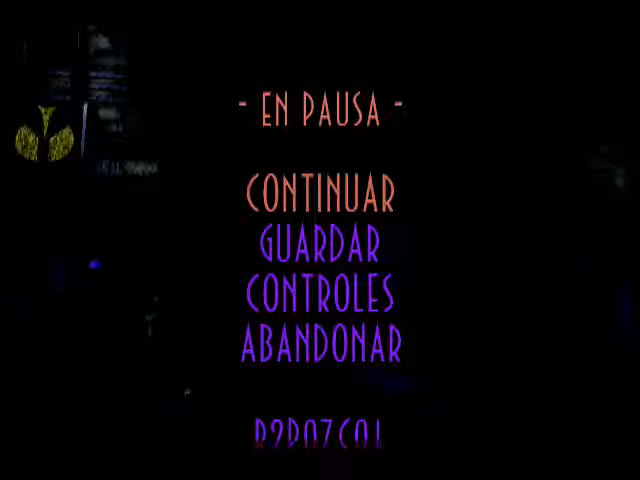 - EN PAUSA -
CONTINUAR
GUARDAR
CONTROLES
ABANDONAR